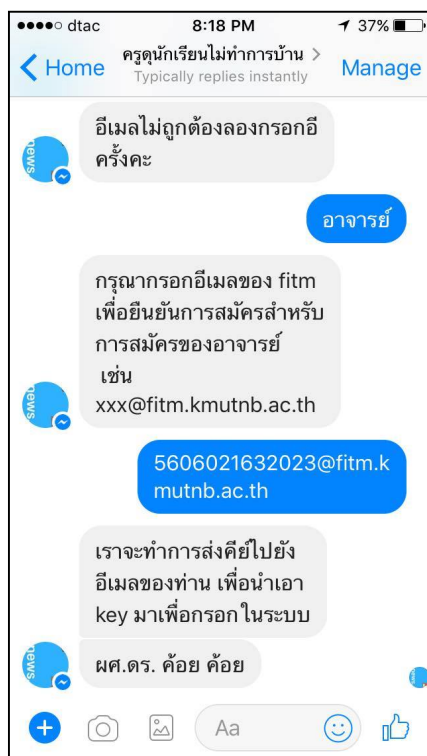 dtac 8:18 PM 37%
Home ครูดุนักเรียนไม่ทำการบ้าน > Manage
Typically replies instantly
อีเมลไม่ถูกต้องลองกรอกอี
ครั้งคะ
news
อาจารย์
กรุณากรอกอีเมลของ fitm
เพื่อยืนยันการสมัครสำหรับ
การสมัครของอาจารย์
เช่น
xxx@fitm.kmutnb.ac.th
news
5606021632023@fitm.k
mutnb.ac.th
เราจะทำการส่งคีย์ไปยัง
อีเมลของท่าน เพื่อนำเอา
key มาเพื่อกรอกในระบบ
ผศ.ดร. ค้อย ค้อย
news
Aa